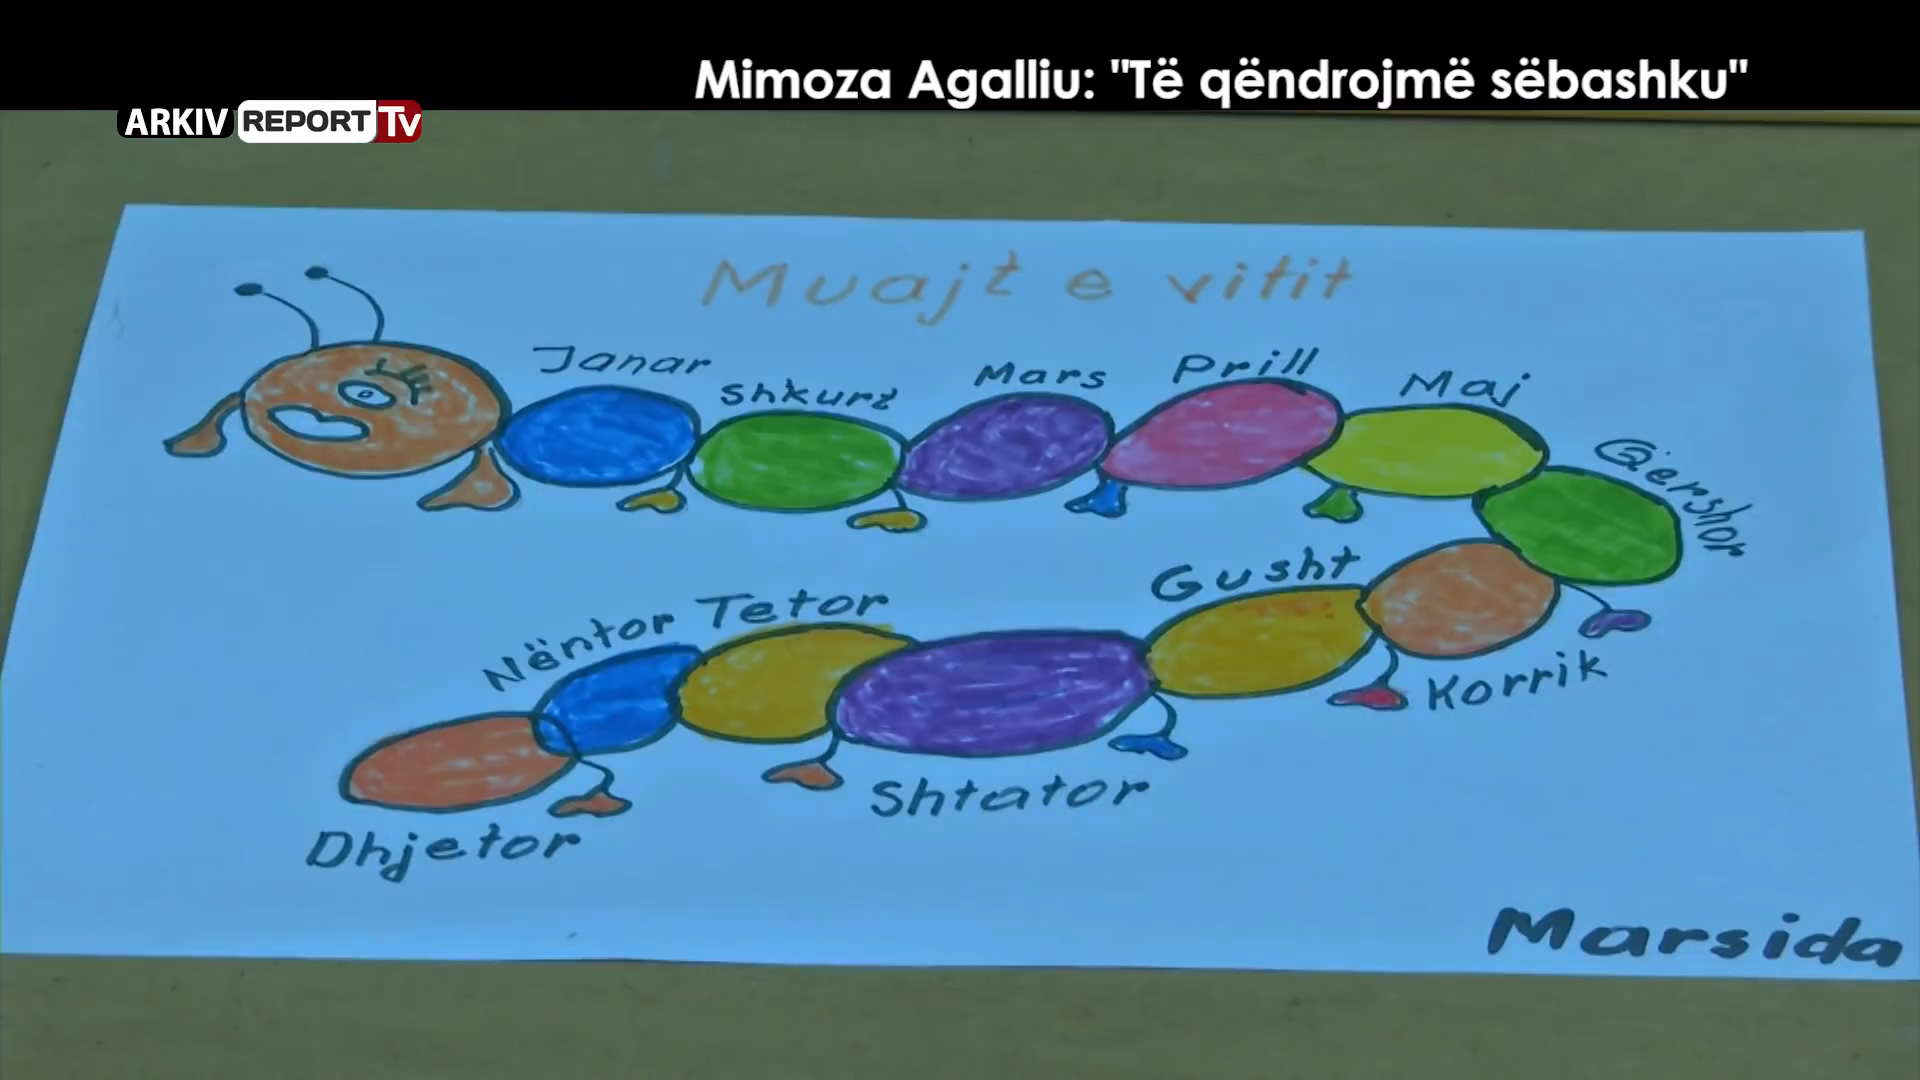 Mimoza Agalliu: "Të qëndrojmë sëbashku"
ARKIV REPORT Tv
Muajt e vitit
Janar
Shkurt
Mars
Prill
Maj
Qërshor
Korrik
Gusht
Shtator
Tetor
Nëntor
Dhjetor
Marsida